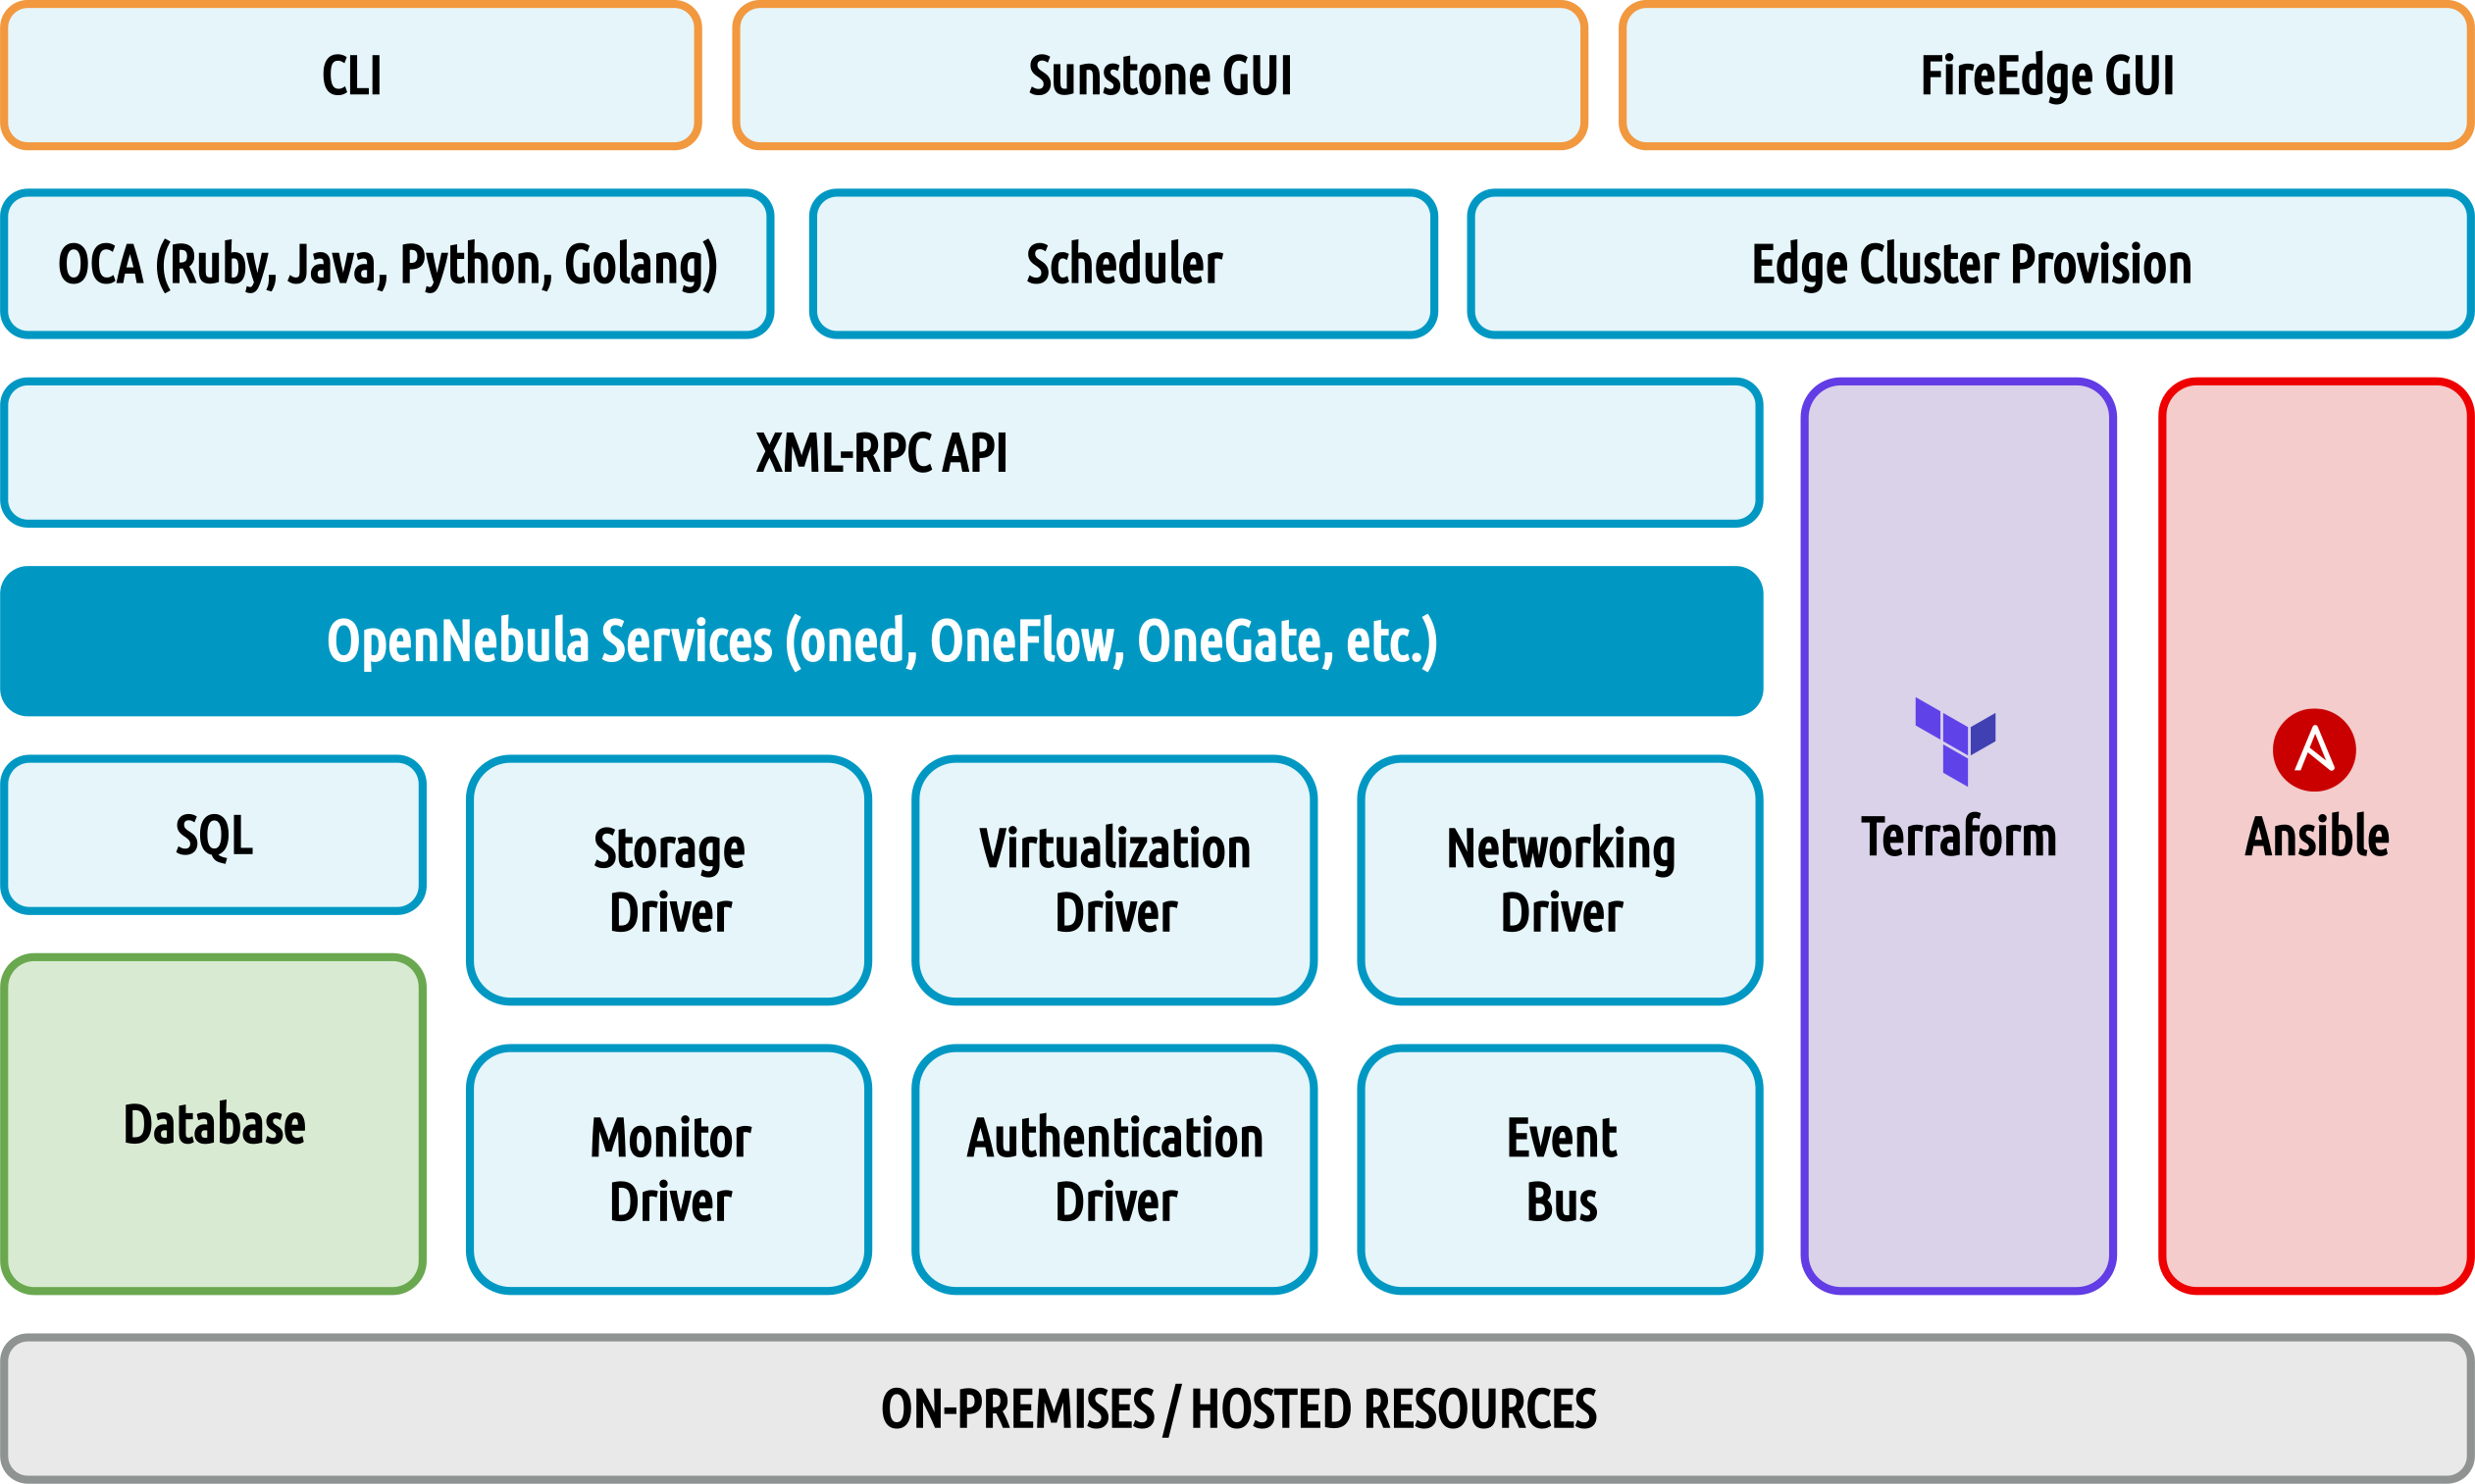 CLI
Sunstone GUI
FireEdge GUI
OCA (Ruby, Java, Python, Golang)
Scheduler
Edge Cluster Provision
XML-RPC API
OpenNebula Services (oned, OneFlow, OneGate, etc.)
SQL
Storage
Driver
Virtualization
Driver
Networking
Driver
Terraform
Ansible
Database
Monitor
Driver
Authentication
Driver
Event
Bus
ON-PREMISES / HOSTED RESOURCES